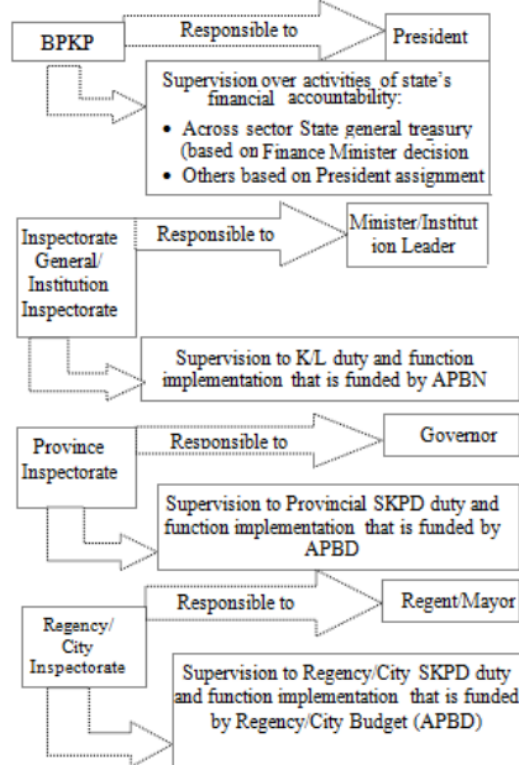 BPKP
Responsible to
President
Supervision over activities of state's
financial accountability:
• Across sector State general treasury
(based on Finance Minister decision
• Others based on President assignment
Inspectorate
General/
Institution
Inspectorate
Responsible to
Minister/Institut
ion Leader
Supervision to K/L duty and function
implementation that is funded by APBN
Province
Inspectorate
Responsible to
Governor
Supervision to Provincial SKPD duty and
function implementation that is funded by
APBD
Regency/
City
Inspectorate
Responsible to
Regent/Mayor
Supervision to Regency/City SKPD duty
and function implementation that is funded
by Regency/City Budget (APBD)